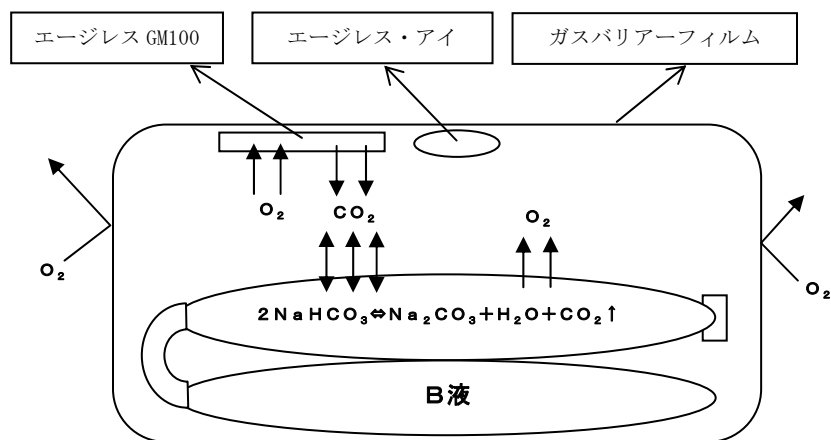 エージレス GM100
エージレス・アイ
ガスバリアーフィルム
O₂
CO₂
O₂
O₂
O₂
2NaHCO₃⇔Na₂CO₃+H₂O+CO₂↑
B液